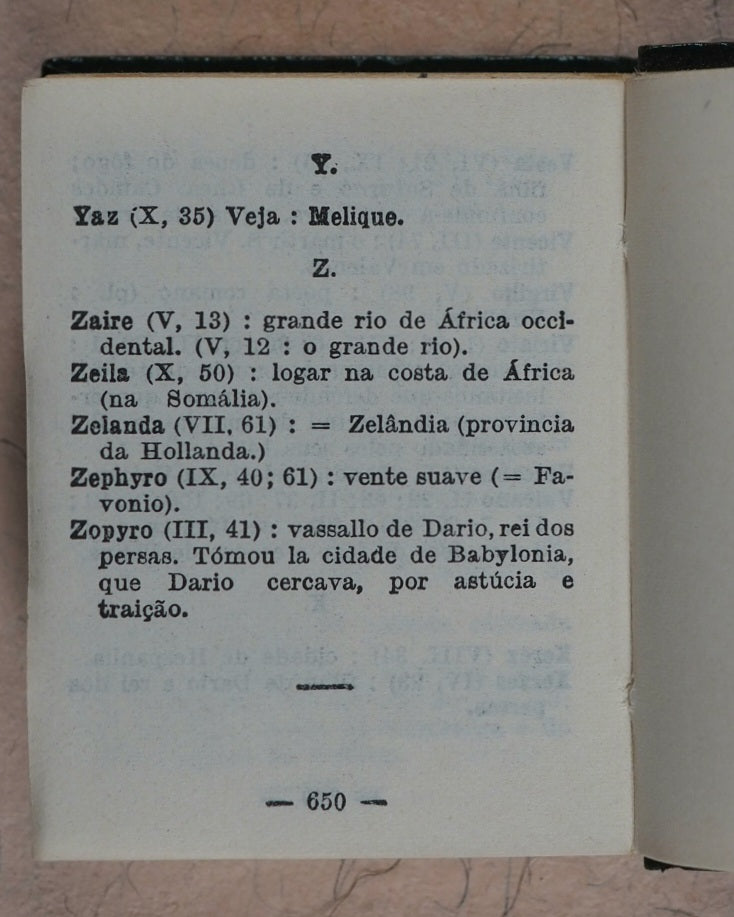 Y.
Yaz (X, 35) Veja : Melique.
Z.
Zaire (V, 13) : grande rio de África occi-
dental. (V, 12 : o grande rio).
Zeila (X, 50) : logar na costa de África
(na Somália).
Zelanda (VII, 61) : = Zelândia (provincia
da Hollanda.)
Zephyro (IX, 40; 61) : vente suave (= Fa-
vonio).
Zopyro (III, 41) : vassallo de Dario, rei dos
persas. Tómou la cidade de Babylonia,
que Dario cercava, por astúcia e
traição.
— 650 —